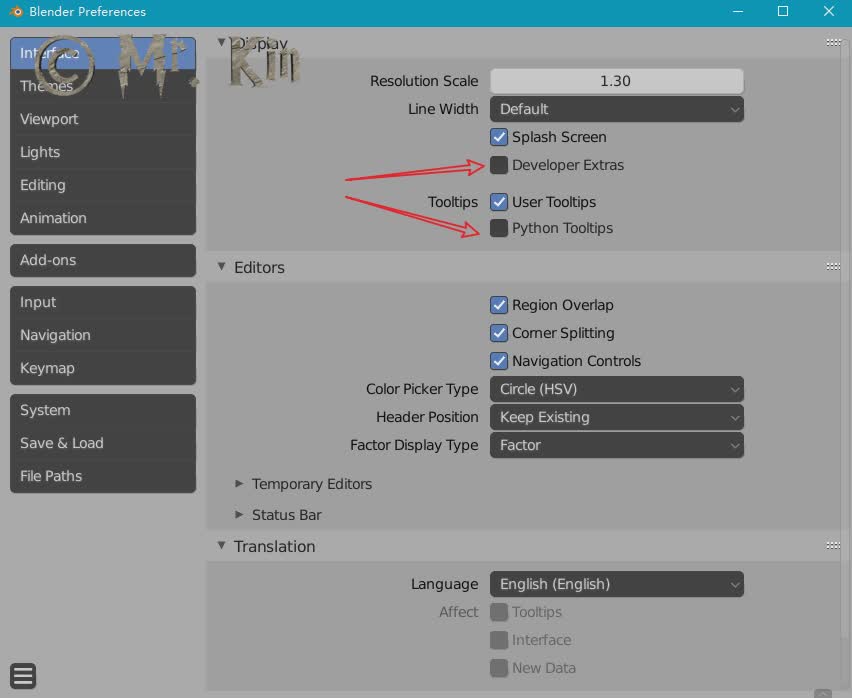 Blender Preferences
© Mr. Kin
Interface
Themes
Viewport
Lights
Editing
Animation
Add-ons
Input
Navigation
Keymap
System
Save & Load
File Paths
Display
Resolution Scale 1.30
Line Width Default
Splash Screen
Developer Extras
Tooltips User Tooltips
Python Tooltips
Editors
Region Overlap
Corner Splitting
Navigation Controls
Color Picker Type Circle (HSV)
Header Position Keep Existing
Factor Display Type Factor
Temporary Editors
Status Bar
Translation
Language English (English)
Affect Tooltips
Interface
New Data